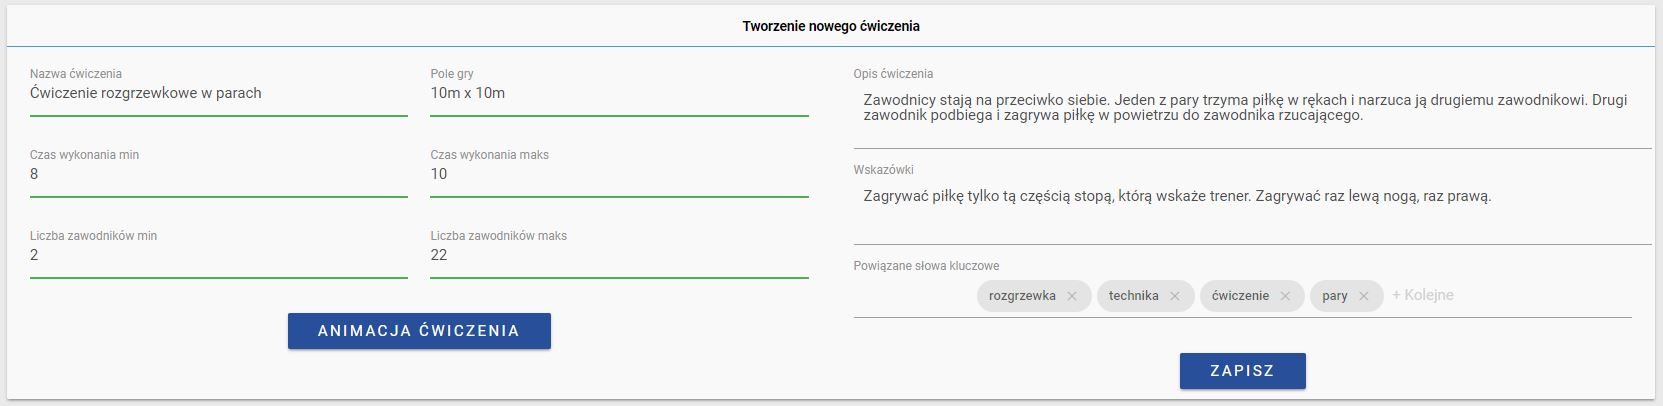 Tworzenie nowego ćwiczenia
Nazwa ćwiczenia
Ćwiczenie rozgrzewkowe w parach
Pole gry
10m x 10m
Czas wykonania min
8
Czas wykonania maks
10
Liczba zawodników min
2
Liczba zawodników maks
22
ANIMACJA ĆWICZENIA
Opis ćwiczenia
Zawodnicy stają na przeciwko siebie. Jeden z pary trzyma piłkę w rękach i narzuca ją drugiemu zawodnikowi. Drugi
zawodnik podbiega i zagrywa piłkę w powietrzu do zawodnika rzucającego.
Wskazówki
Zagrywać piłkę tylko tą częścią stopą, którą wskaże trener. Zagrywać raz lewą nogą, raz prawą.
Powiązane słowa kluczowe
rozgrzewka × technika × ćwiczenie × pary × + Kolejne
ZAPISZ